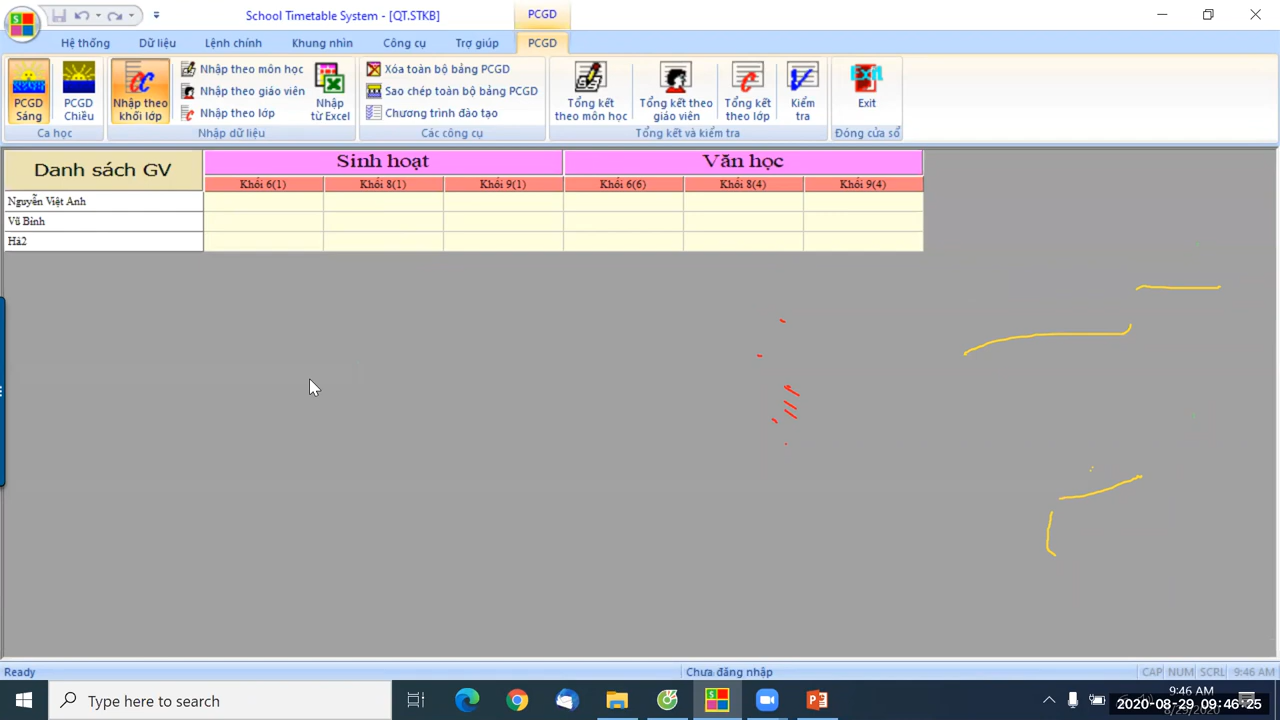 School Timetable System - [QT.STKB]
PCGD
Hệ thống
Dữ liệu
Lệnh chính
Khung nhìn
Công cụ
Trợ giúp
PCGD
PCGD Sáng
PCGD Chiều
Ca học
Nhập theo khối lớp
Nhập theo môn học
Nhập theo giáo viên
Nhập theo lớp
Nhập từ Excel
Nhập dữ liệu
Xóa toàn bộ bảng PCGD
Sao chép toàn bộ bảng PCGD
Chương trình đào tạo
Các công cụ
Tổng kết theo môn học
Tổng kết theo giáo viên
Tổng kết theo lớp
Kiểm tra
Tổng kết và kiểm tra
Exit
Đóng cửa sổ
Danh sách GV
Sinh hoạt
Văn học
Khối 6(1)
Khối 8(1)
Khối 9(1)
Khối 6(6)
Khối 8(4)
Khối 9(4)
Nguyễn Việt Anh
Vũ Bình
Hà2
Ready
Chưa đăng nhập
CAP NUM SCRL 9:46 AM
Type here to search
9:46 AM
2020-08-29 09:46:25